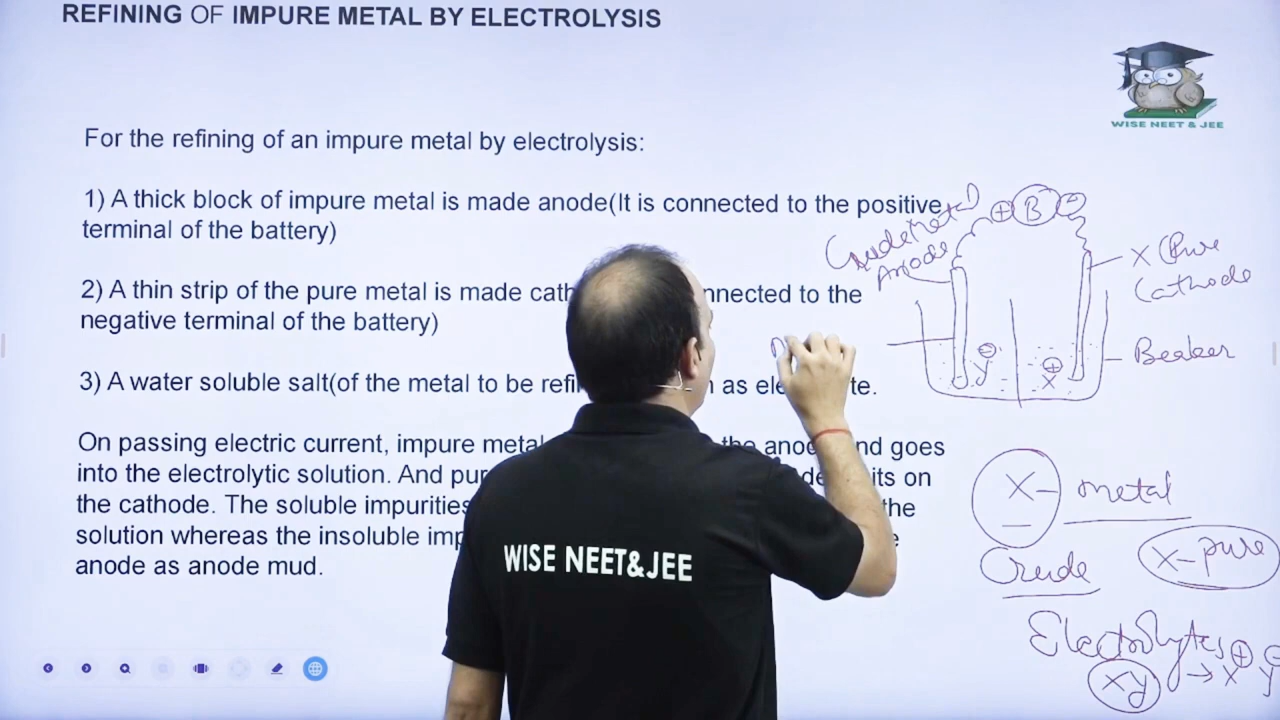 REFINING OF IMPURE METAL BY ELECTROLYSIS
WISE NEET & JEE
For the refining of an impure metal by electrolysis:
1) A thick block of impure metal is made anode(It is connected to the positive
terminal of the battery)
2) A thin strip of the pure metal is made cath nnected to the
negative terminal of the battery)
3) A water soluble salt(of the metal to be refi as ele te.
On passing electric current, impure metal the ano nd goes
into the electrolytic solution. And pur de its on
the cathode. The soluble impurities the
solution whereas the insoluble imp e
anode as anode mud.
Crude Metal
Anode
+ B -
X Pure
Cathode
Beaker
- Y
+ X
X - metal
Crude
X-pure
Electrolytes
XY → X+ Y-
WISE NEET&JEE